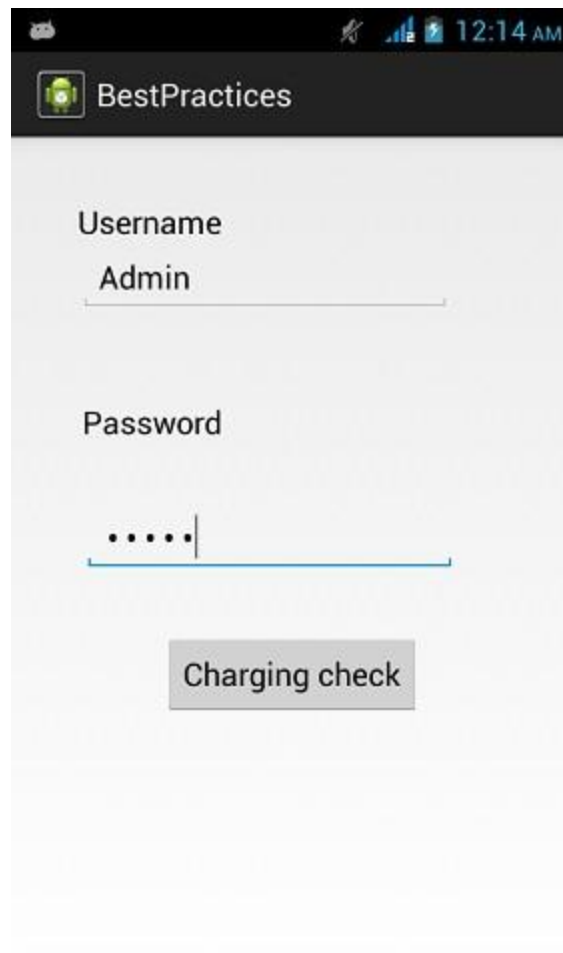 12:14 AM
BestPractices
Username
Admin
Password
•••••
Charging check